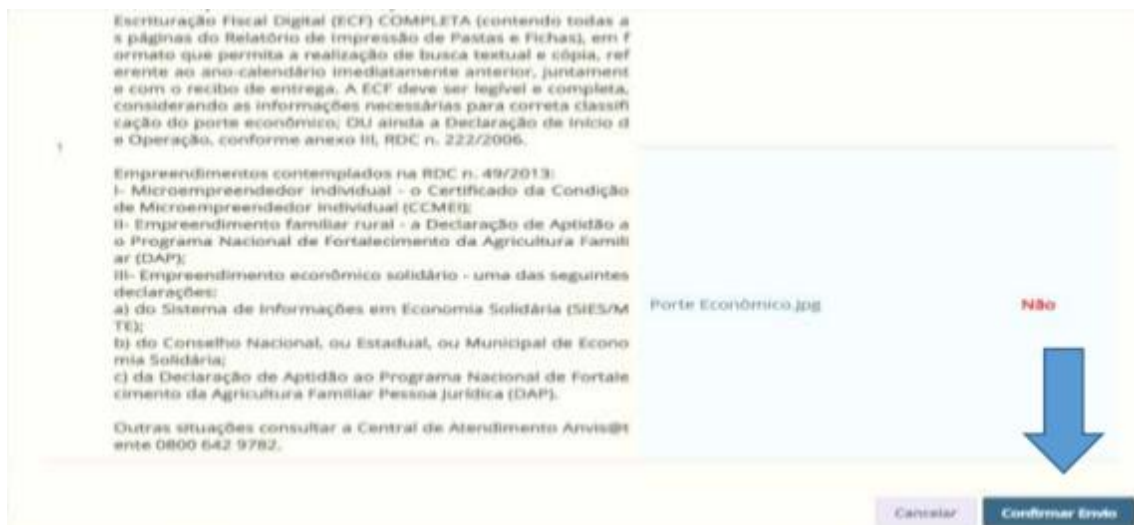 Escrituração Fiscal Digital (ECF) COMPLETA (contendo todas a
s páginas do Relatório de Impressão de Pastas e Fichas), em f
ormato que permita a realização de busca textual e cópia, ref
erente ao ano-calendário imediatamente anterior, juntament
e com o recibo de entrega. A ECF deve ser legível e completa,
considerando as informações necessárias para correta classifi
cação do porte econômico; OU ainda a Declaração de Início d
e Operação, conforme anexo III, RDC n. 222/2006.
1
Empreendimentos contemplados na RDC n. 49/2013:
I- Microempreendedor individual - o Certificado da Condição
de Microempreendedor Individual (CCMEI);
II- Empreendimento familiar rural - a Declaração de Aptidão a
o Programa Nacional de Fortalecimento da Agricultura Famili
ar (DAP);
III- Empreendimento econômico solidário - uma das seguintes
declarações:
a) do Sistema de Informações em Economia Solidária (SIES/M
TE);
b) do Conselho Nacional, ou Estadual, ou Municipal de Econo
mia Solidária;
c) da Declaração de Aptidão ao Programa Nacional de Fortale
cimento da Agricultura Familiar Pessoa Jurídica (DAP).
Outras situações consultar a Central de Atendimento Anvis@t
ente 0800 642 9782.
Porte Econômico.jpg
Não
Cancelar
Confirmar Envio